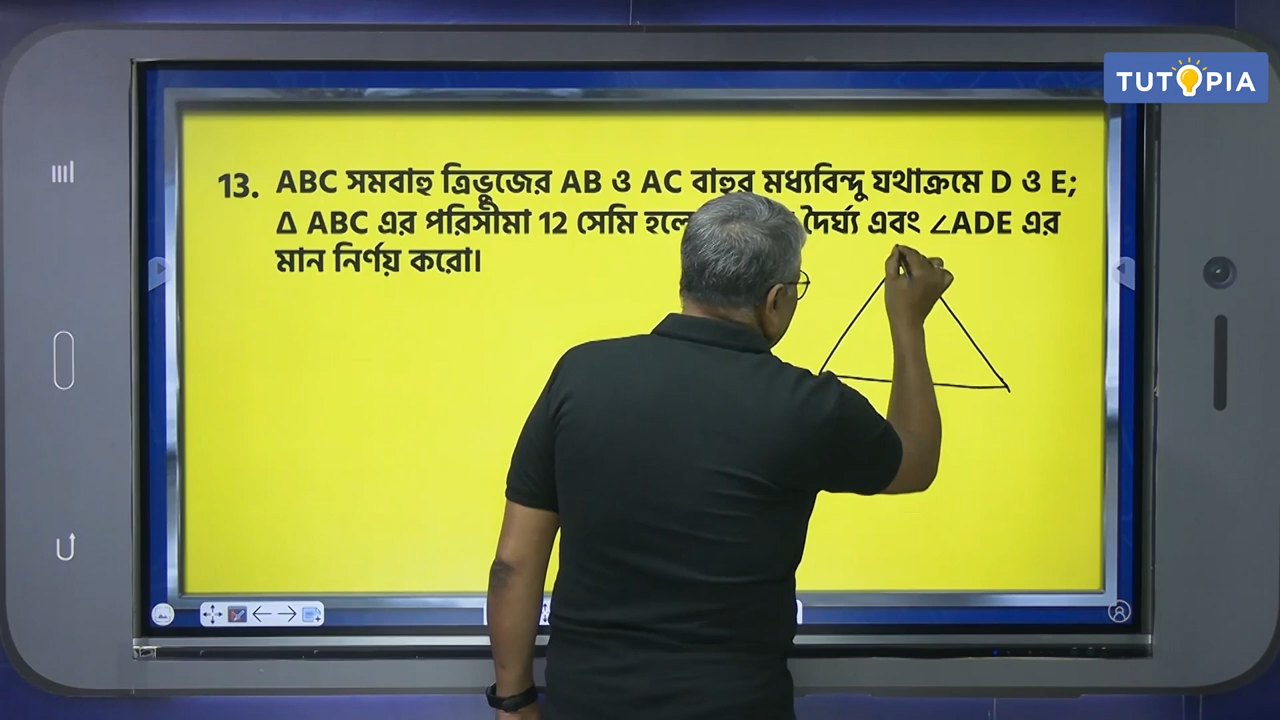 TUTOPIA
13. ABC সমবাহু ত্রিভুজের AB ও AC বাহুর মধ্যবিন্দু যথাক্রমে D ও E;
Δ ABC এর পরিসীমা 12 সেমি হলে দৈর্ঘ্য এবং ∠ADE এর
মান নির্ণয় করো।